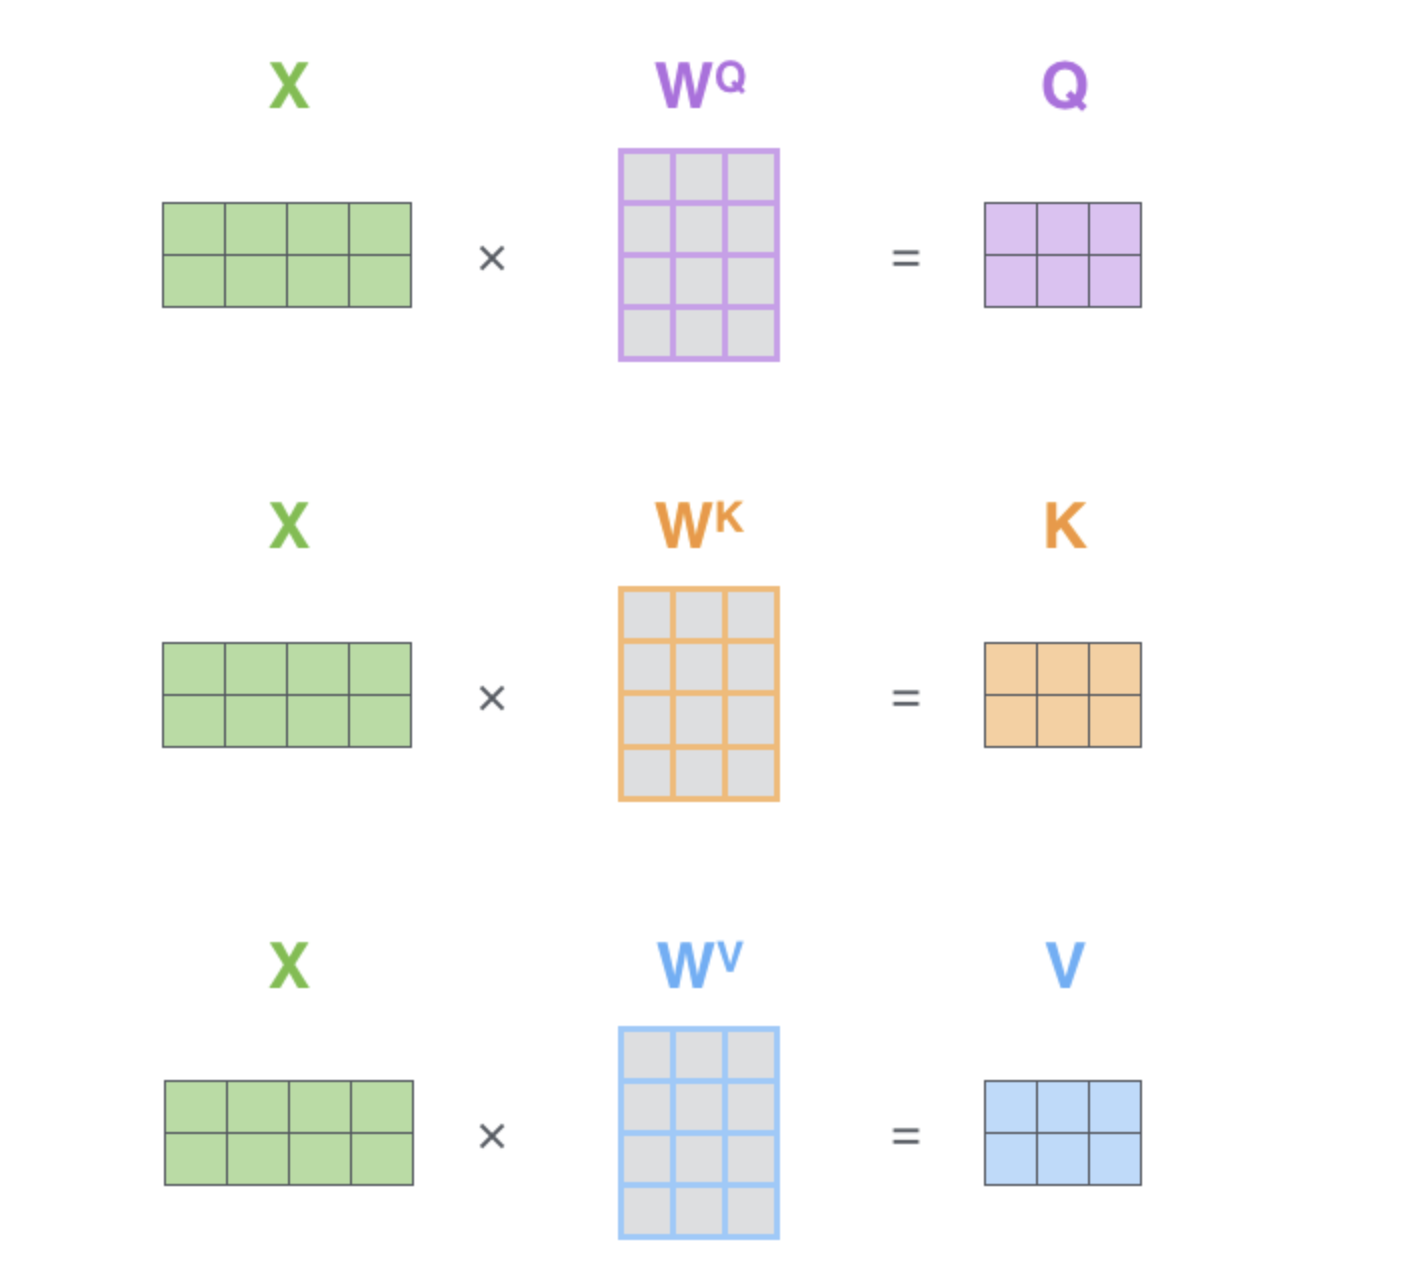 X W^Q Q
× =
X W^K K
× =
X W^V V
× =